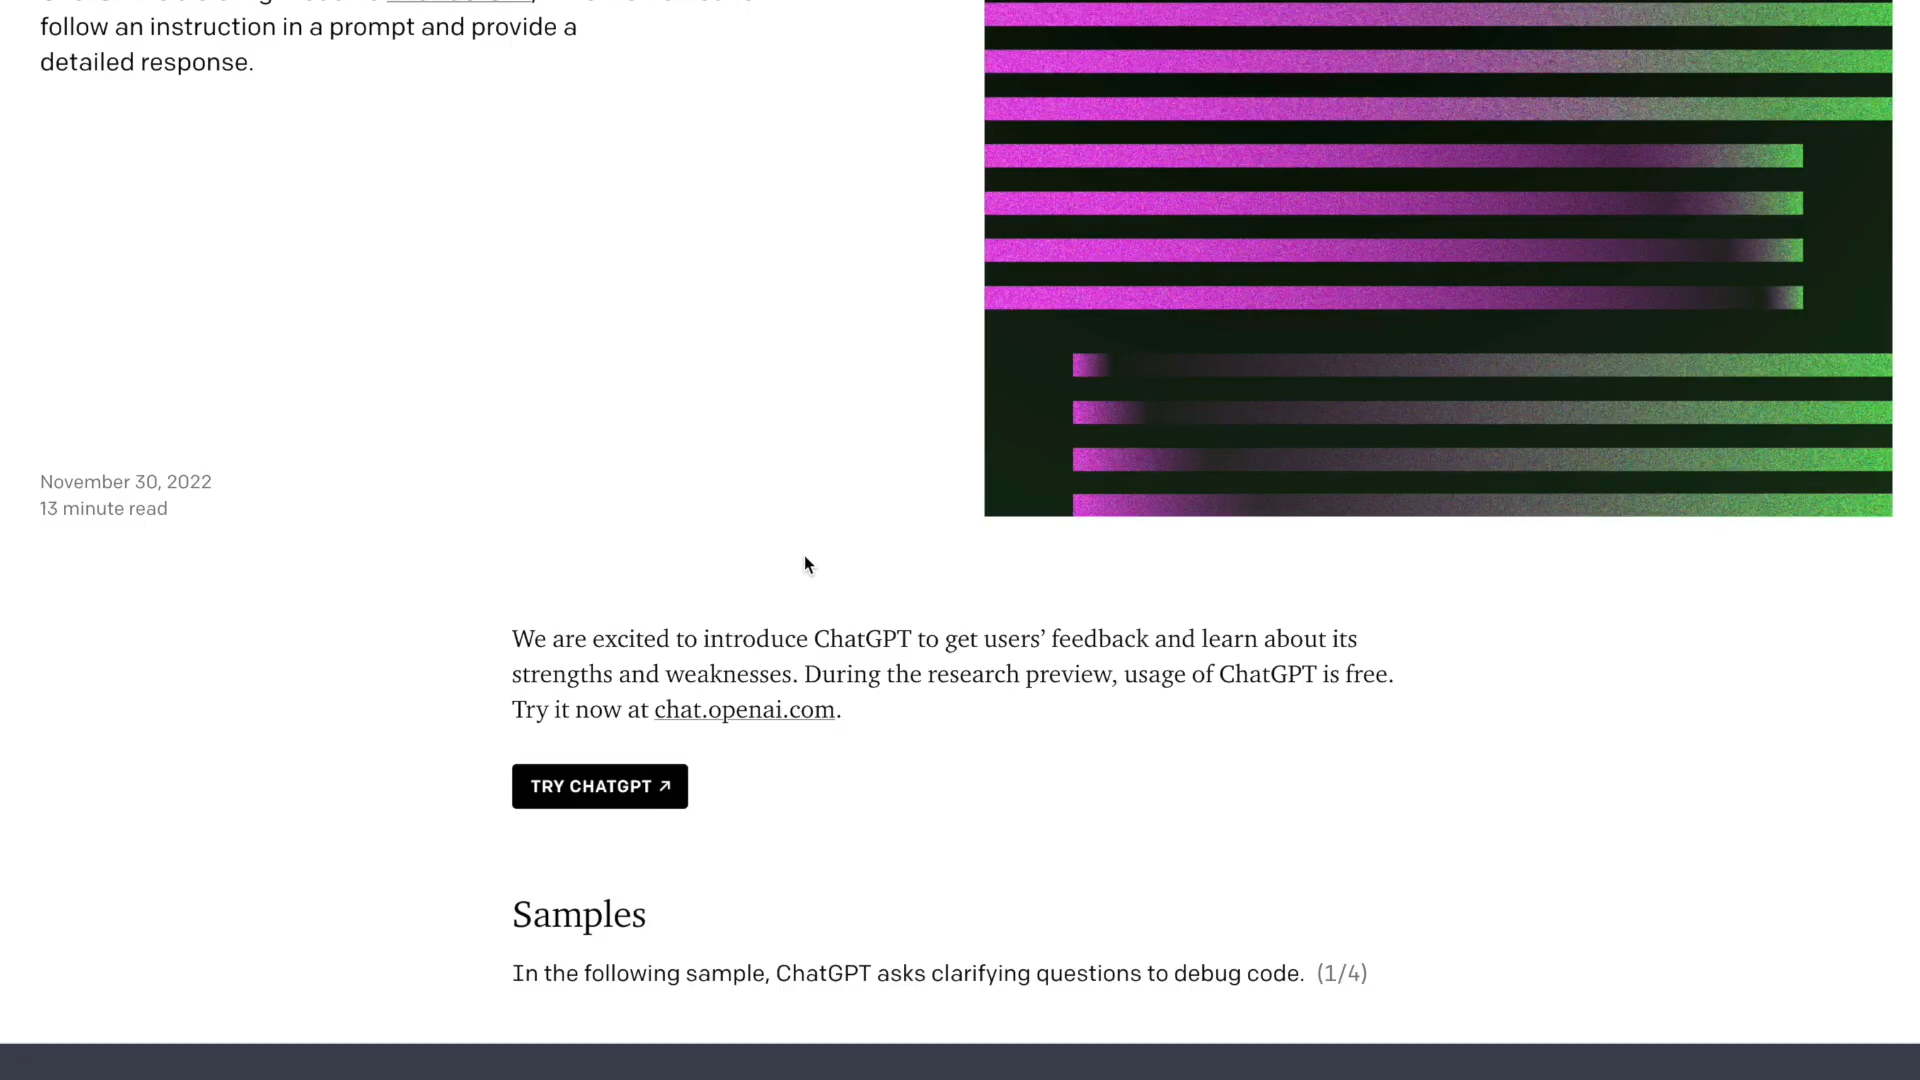 follow an instruction in a prompt and provide a
detailed response.
November 30, 2022
13 minute read
We are excited to introduce ChatGPT to get users’ feedback and learn about its
strengths and weaknesses. During the research preview, usage of ChatGPT is free.
Try it now at chat.openai.com.
TRY CHATGPT ↗
Samples
In the following sample, ChatGPT asks clarifying questions to debug code. (1/4)